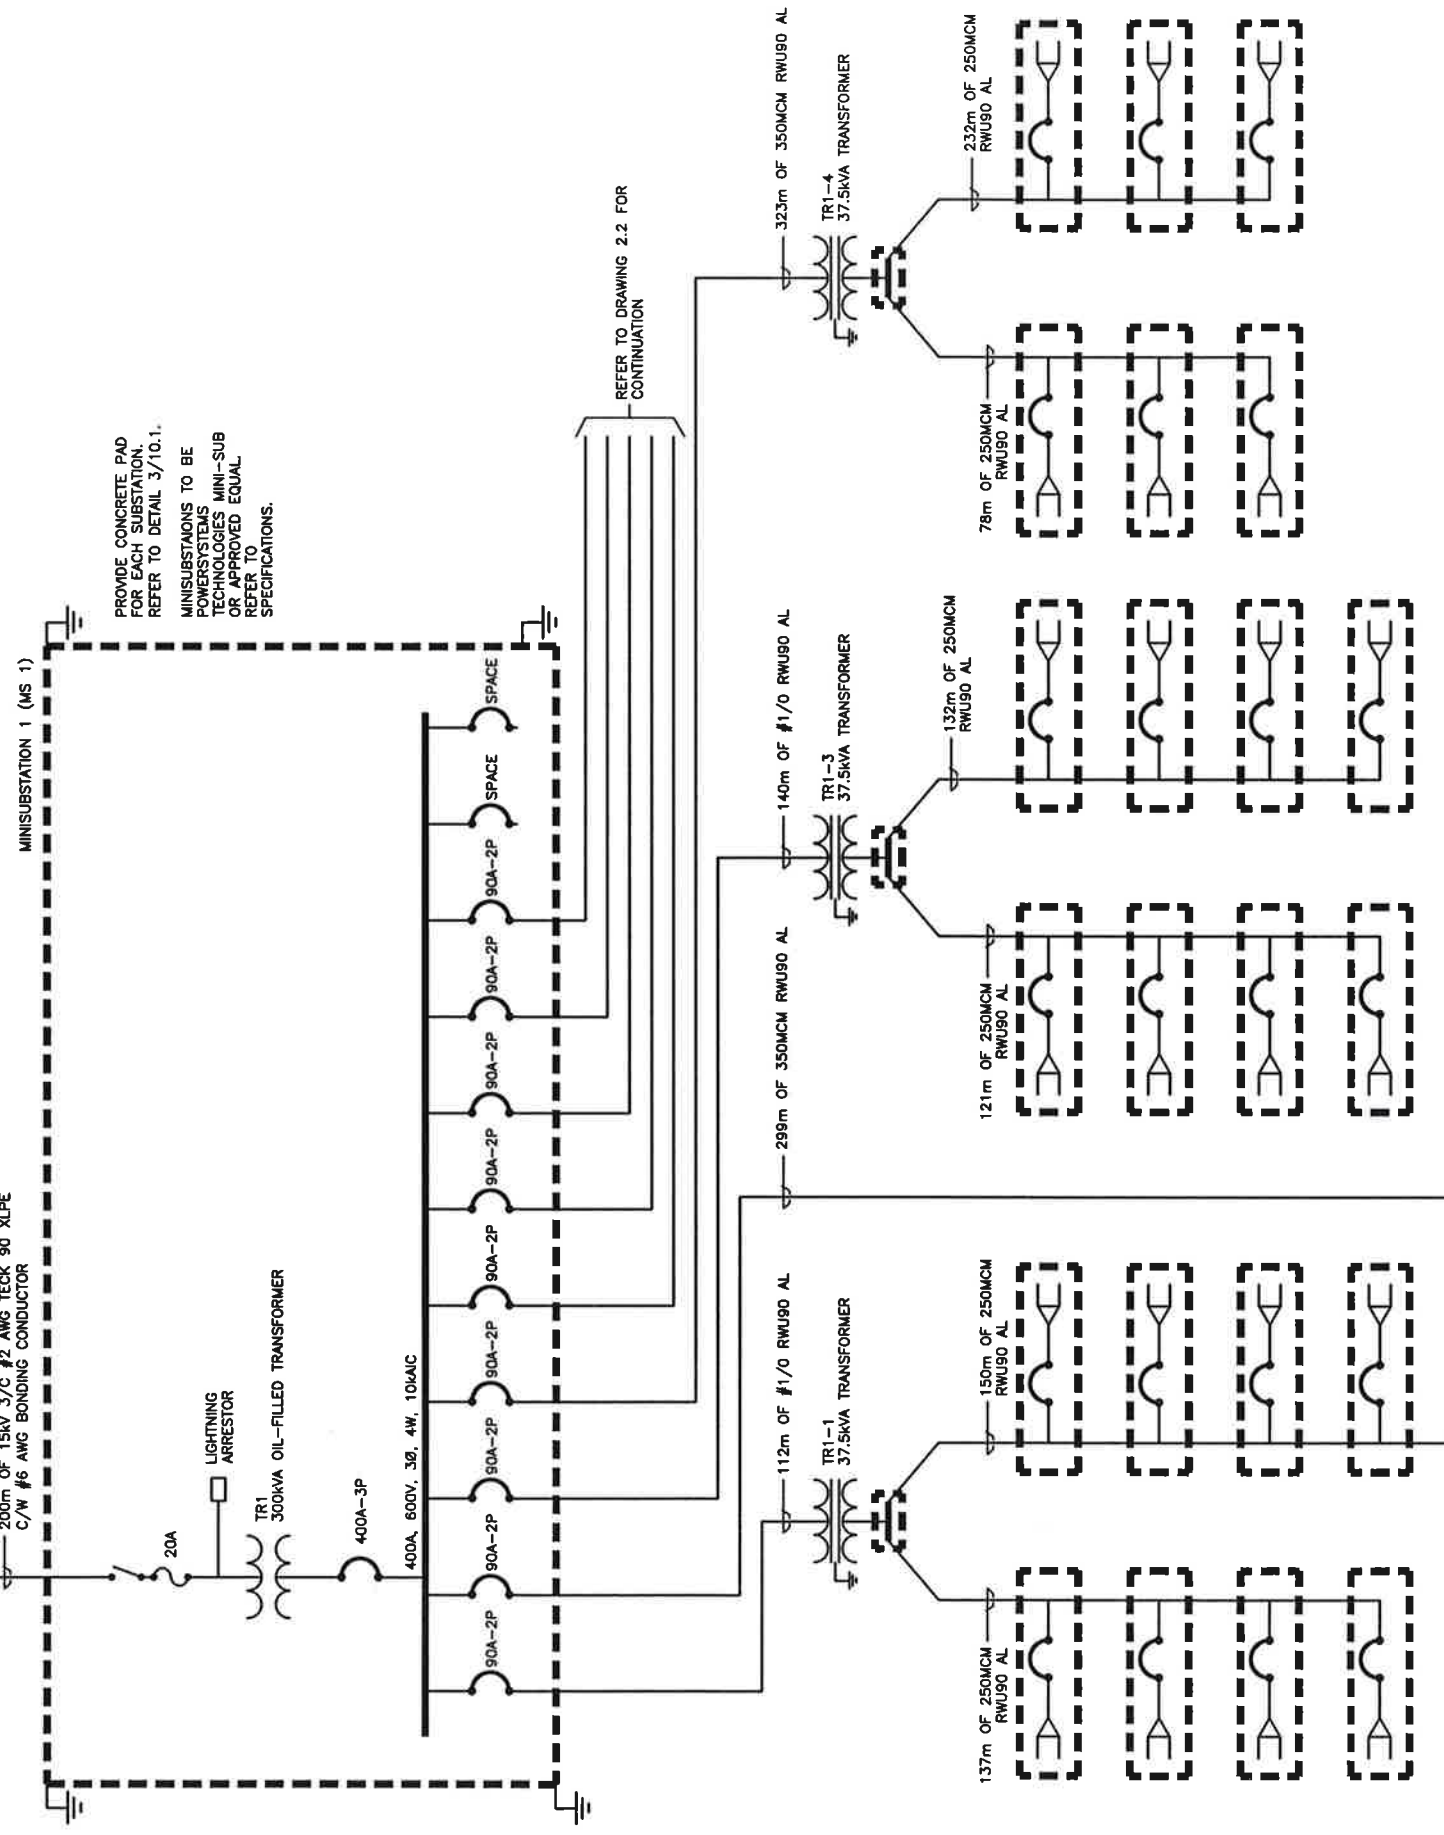 200m OF 15kV 3/C #2 AWG TECK 90 XLPE
C/W #6 AWG BONDING CONDUCTOR
MINISUBSTATION 1 (MS 1)
PROVIDE CONCRETE PAD
FOR EACH SUBSTATION.
REFER TO DETAIL 3/10.1.
MINISUBSTAIONS TO BE
POWERSYSTEMS
TECHNOLOGIES MINI-SUB
OR APPROVED EQUAL.
REFER TO
SPECIFICATIONS.
20A
LIGHTNING
ARRESTOR
TR1
300kVA OIL-FILLED TRANSFORMER
400A-3P
400A, 600V, 3Ø, 4W, 10kAIC
90A-2P
90A-2P
90A-2P
90A-2P
90A-2P
90A-2P
90A-2P
90A-2P
90A-2P
SPACE
SPACE
REFER TO DRAWING 2.2 FOR
CONTINUATION
112m OF #1/0 RWU90 AL
299m OF 350MCM RWU90 AL
140m OF #1/0 RWU90 AL
323m OF 350MCM RWU90 AL
TR1-1
37.5kVA TRANSFORMER
TR1-3
37.5kVA TRANSFORMER
TR1-4
37.5kVA TRANSFORMER
137m OF 250MCM
RWU90 AL
150m OF 250MCM
RWU90 AL
121m OF 250MCM
RWU90 AL
132m OF 250MCM
RWU90 AL
78m OF 250MCM
RWU90 AL
232m OF 250MCM
RWU90 AL